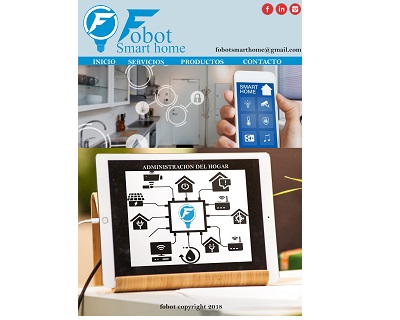 Fobot
Smart home
fobotsmarthome@gmail.com
INICIO SERVICIOS PRODUCTOS CONTACTO
SMART
HOME
ADMINISTRACION DEL HOGAR
F
fobot copyright 2018